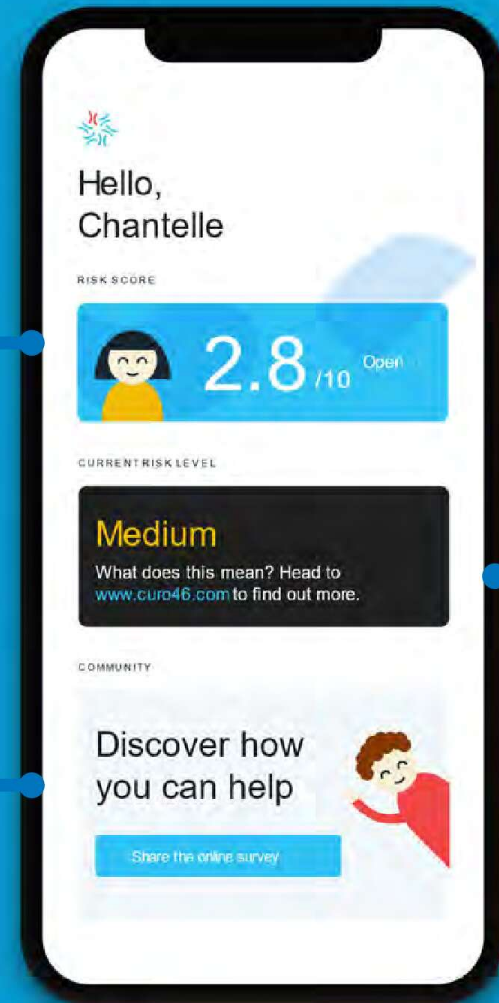 Hello,
Chantelle
RISK SCORE
2.8 /10 Open
CURRENT RISK LEVEL
Medium
What does this mean? Head to
www.curo46.com to find out more.
COMMUNITY
Discover how
you can help
Share the online survey